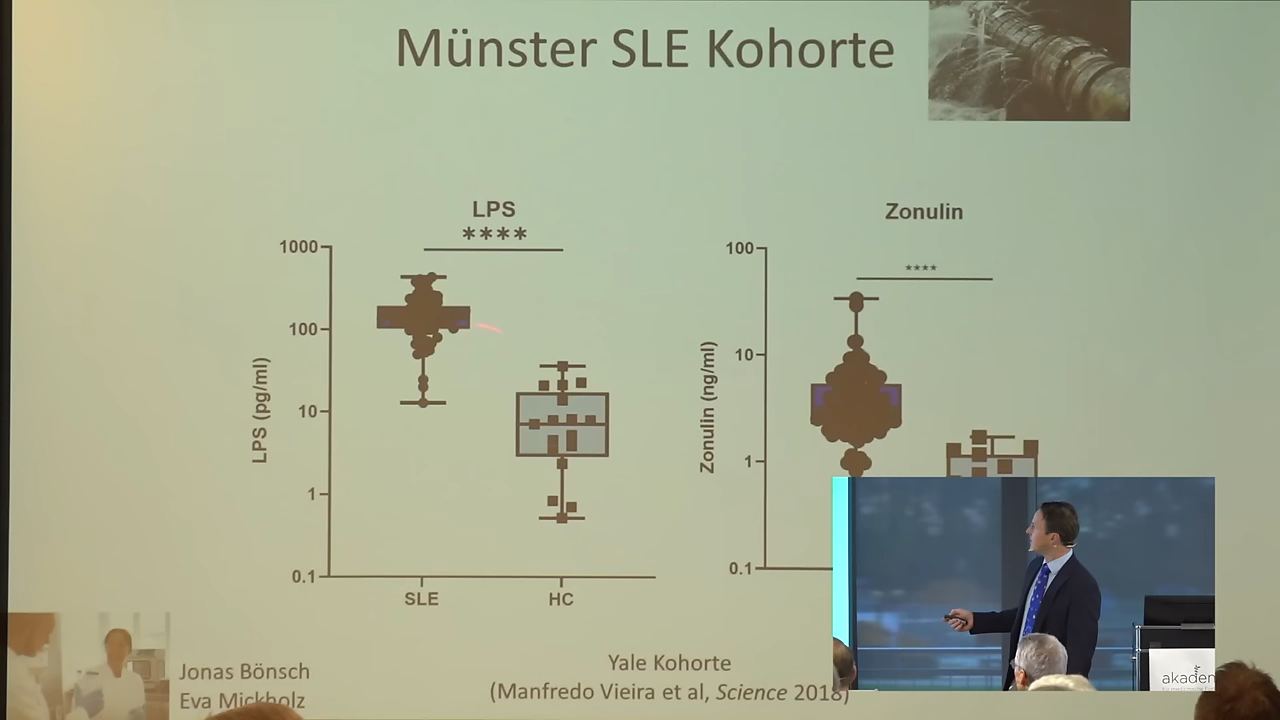 Münster SLE Kohorte
LPS
****
1000
100
10
1
0.1
LPS (pg/ml)
SLE
HC
Zonulin
****
100
10
1
0.1
Zonulin (ng/ml)
Jonas Bönsch
Eva Mickholz
Yale Kohorte
(Manfredo Vieira et al, Science 2018)
akadem